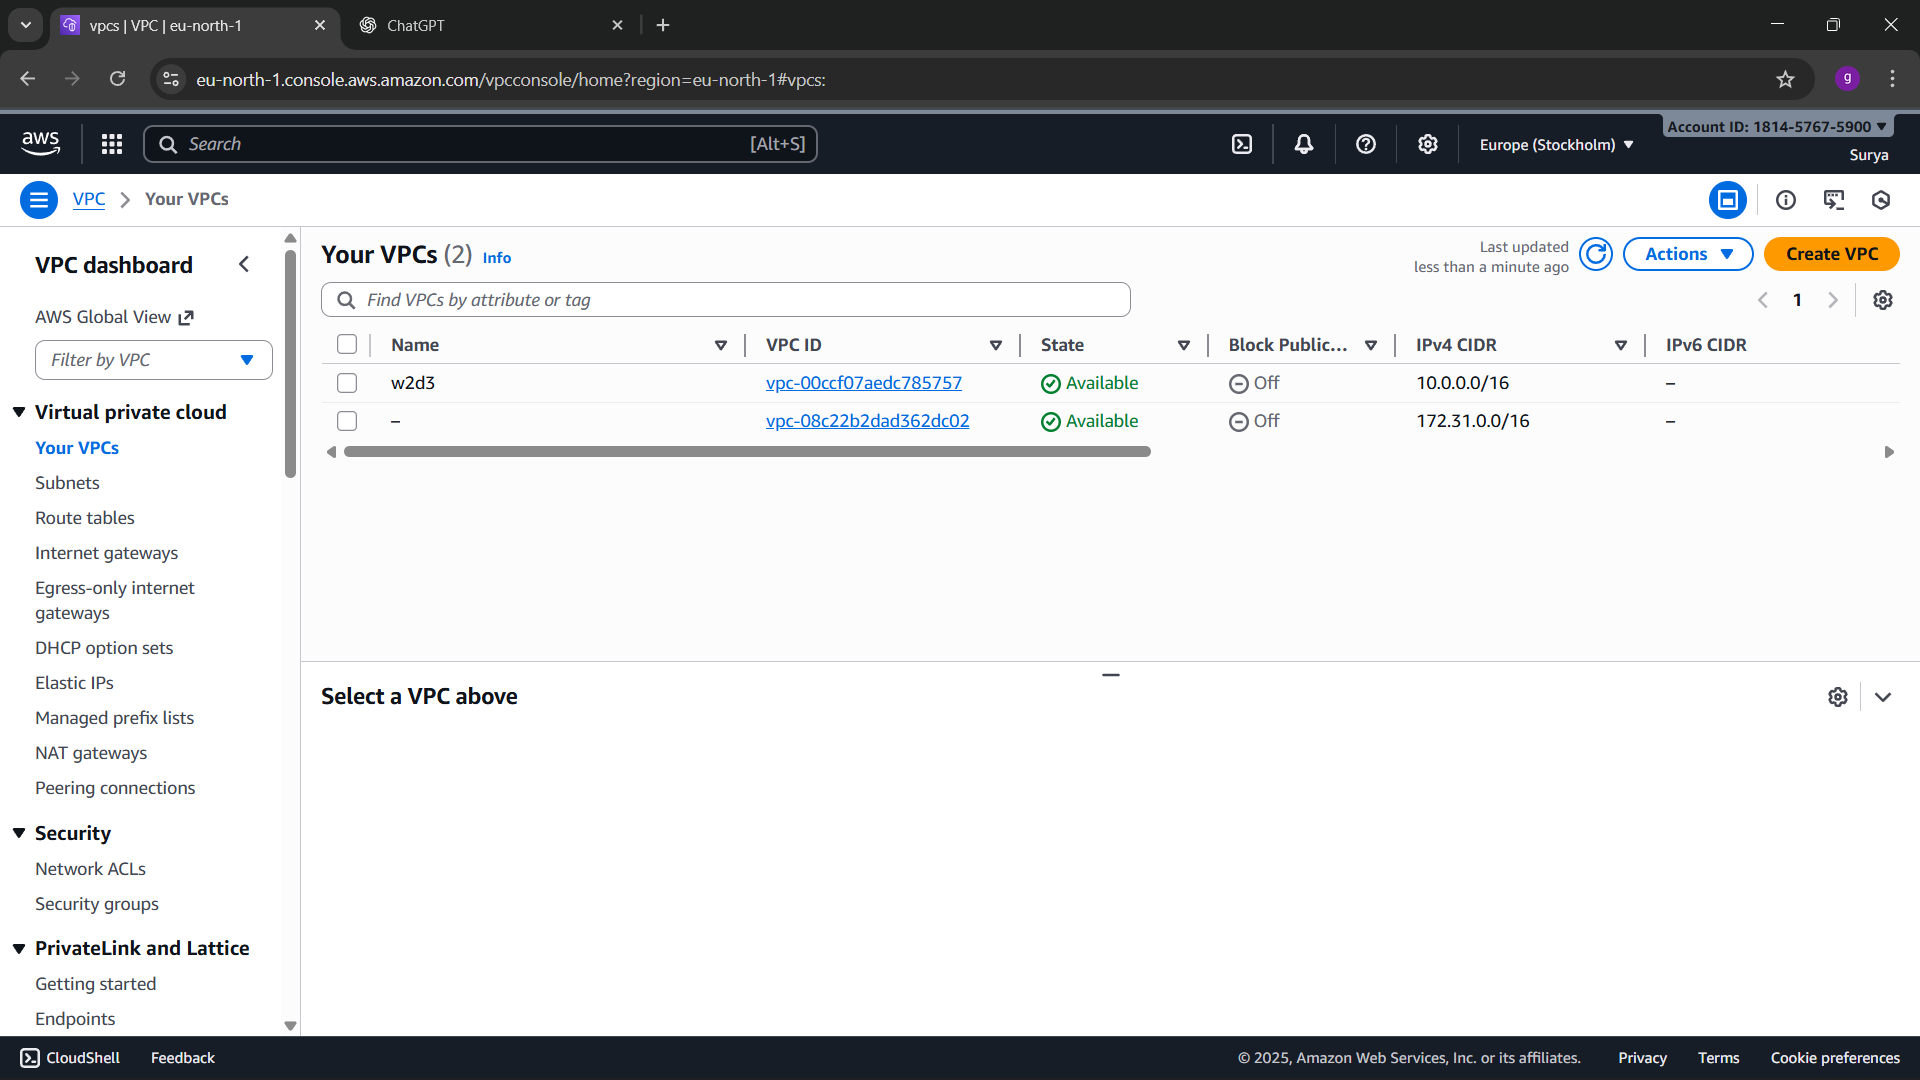 vpcs | VPC | eu-north-1
ChatGPT
eu-north-1.console.aws.amazon.com/vpcconsole/home?region=eu-north-1#vpcs:
g
aws
Search
[Alt+S]
Europe (Stockholm)
Account ID: 1814-5767-5900
Surya
VPC
Your VPCs
VPC dashboard
AWS Global View
Filter by VPC
Virtual private cloud
Your VPCs
Subnets
Route tables
Internet gateways
Egress-only internet
gateways
DHCP option sets
Elastic IPs
Managed prefix lists
NAT gateways
Peering connections
Security
Network ACLs
Security groups
PrivateLink and Lattice
Getting started
Endpoints
Your VPCs (2) Info
Last updated
less than a minute ago
Actions
Create VPC
Find VPCs by attribute or tag
1
Name VPC ID State Block Public... IPv4 CIDR IPv6 CIDR
w2d3 vpc-00ccf07aedc785757 Available Off 10.0.0.0/16 –
– vpc-08c22b2dad362dc02 Available Off 172.31.0.0/16 –
Select a VPC above
CloudShell Feedback © 2025, Amazon Web Services, Inc. or its affiliates. Privacy Terms Cookie preferences